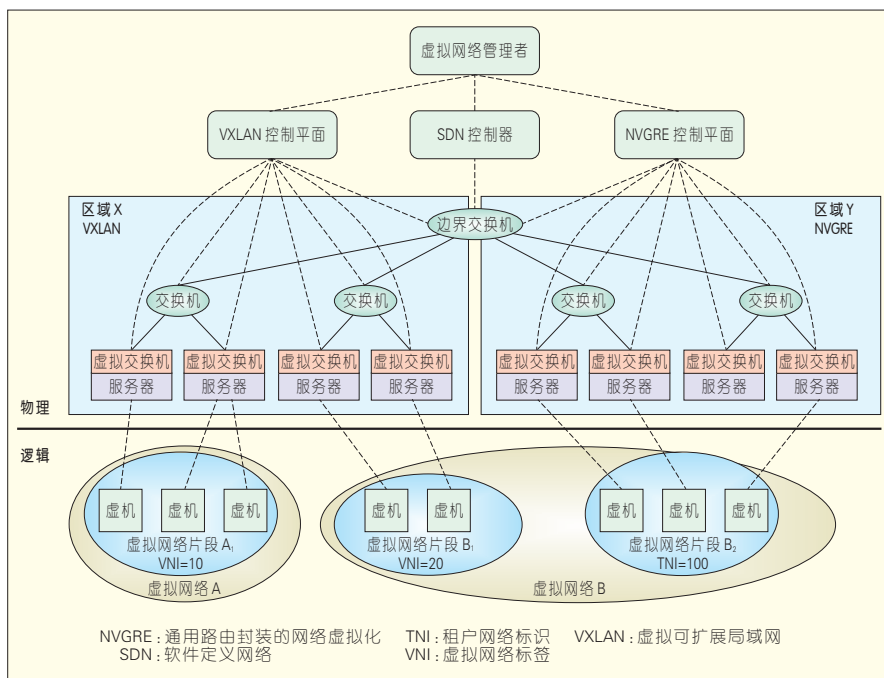 虚拟网络管理者
VXLAN 控制平面
SDN 控制器
NVGRE 控制平面
区域X
VXLAN
边界交换机
区域Y
NVGRE
交换机
交换机
交换机
交换机
虚拟交换机
虚拟交换机
虚拟交换机
虚拟交换机
虚拟交换机
虚拟交换机
虚拟交换机
虚拟交换机
服务器
服务器
服务器
服务器
服务器
服务器
服务器
服务器
物理
逻辑
虚机
虚机
虚机
虚机
虚机
虚机
虚机
虚机
虚拟网络片段A₁
VNI=10
虚拟网络A
虚拟网络片段B₁
VNI=20
虚拟网络片段B₂
TNI=100
虚拟网络B
NVGRE:通用路由封装的网络虚拟化 TNI:租户网络标识 VXLAN:虚拟可扩展局域网
SDN:软件定义网络 VNI:虚拟网络标签